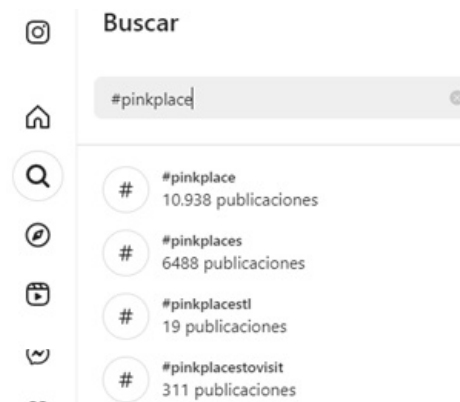 Buscar
#pinkplace
#
#pinkplace
10.938 publicaciones
#
#pinkplaces
6488 publicaciones
#
#pinkplacestl
19 publicaciones
#
#pinkplacestovisit
311 publicaciones